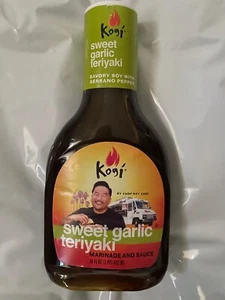 Kogi
sweet
garlic
teriyaki
SAVORY SOY WITH
SERRANO PEPPER
Kogi
BY CHEF ROY CHOI
sweet garlic
teriyaki
MARINADE AND SAUCE